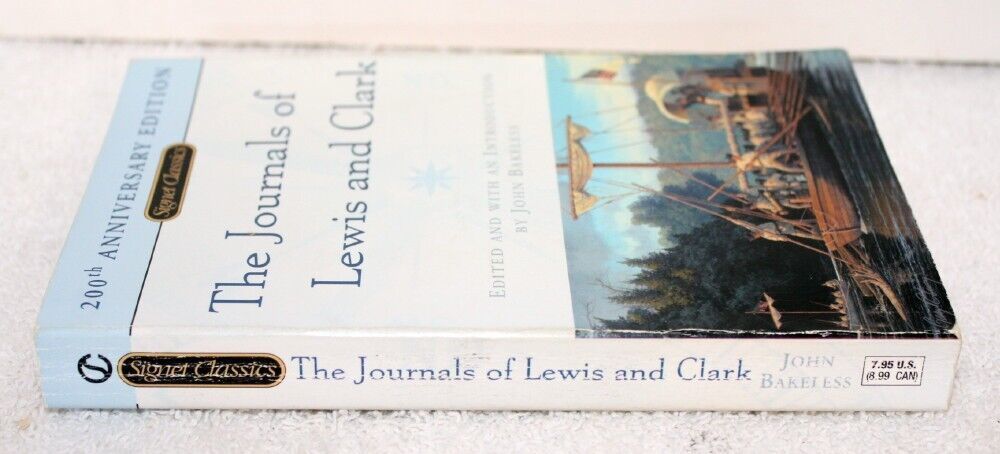 200th ANNIVERSARY EDITION
Signet Classics
The Journals of
Lewis and Clark
EDITED AND WITH AN INTRODUCTION
BY JOHN BAKELESS
Signet Classics
The Journals of Lewis and Clark
JOHN
BAKELESS
7.95 U.S.
(8.99 CAN)